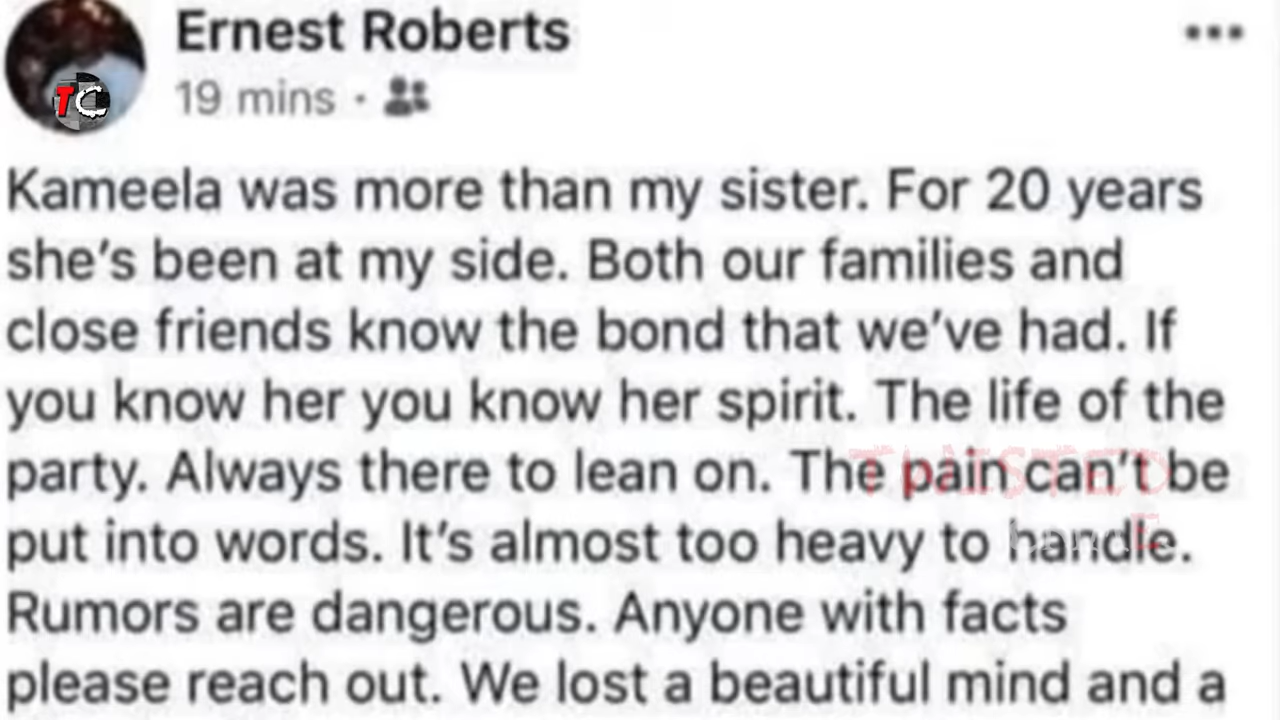 Ernest Roberts
19 mins ·
TC
Kameela was more than my sister. For 20 years
she's been at my side. Both our families and
close friends know the bond that we've had. If
you know her you know her spirit. The life of the
party. Always there to lean on. The pain can't be
TWISTED
put into words. It's almost too heavy to handle.
Rumors are dangerous. Anyone with facts
please reach out. We lost a beautiful mind and a